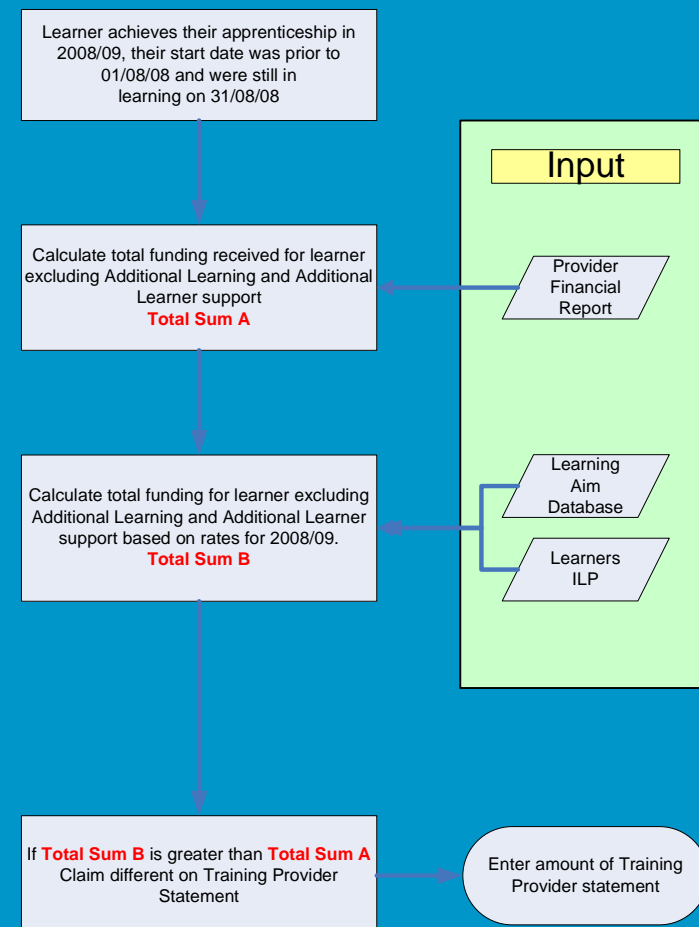 Learner achieves their apprenticeship in
2008/09, their start date was prior to
01/08/08 and were still in
learning on 31/08/08
Input
Calculate total funding received for learner
excluding Additional Learning and Additional
Learner support
Total Sum A
Provider
Financial
Report
Calculate total funding for learner excluding
Additional Learning and Additional Learner
support based on rates for 2008/09.
Total Sum B
Learning
Aim
Database
Learners
ILP
If Total Sum B is greater than Total Sum A
Claim different on Training Provider
Statement
Enter amount of Training
Provider statement